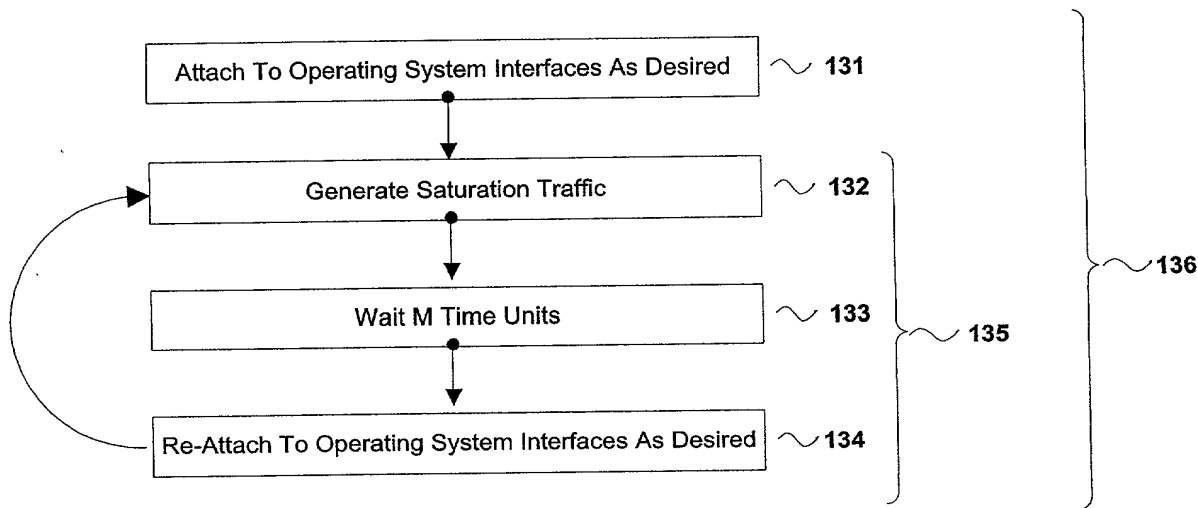 Attach To Operating System Interfaces As Desired 131
Generate Saturation Traffic 132
136
Wait M Time Units 133
135
Re-Attach To Operating System Interfaces As Desired 134